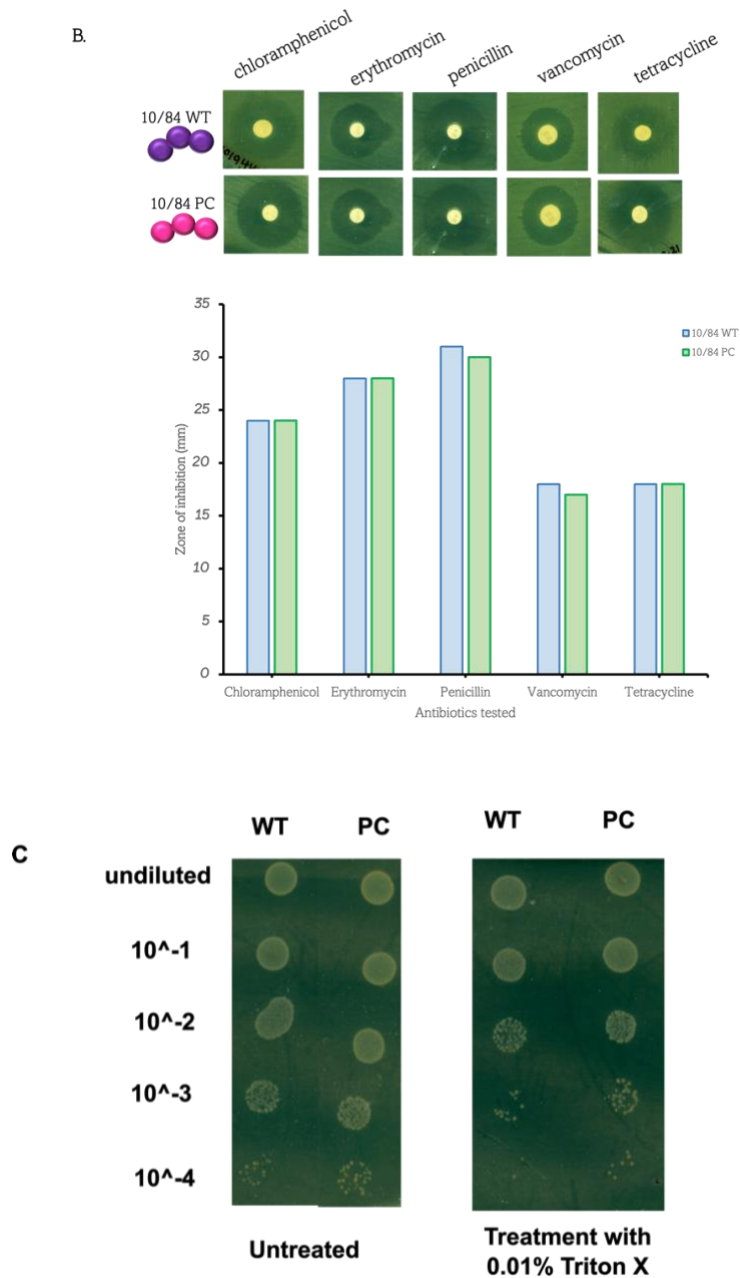 B.
chloramphenicol
erythromycin
penicillin
vancomycin
tetracycline
10/84 WT
10/84 PC
35
30
25
20
15
10
5
0
Zone of inhibition (mm)
10/84 WT
10/84 PC
Chloramphenicol Erythromycin Penicillin Vancomycin Tetracycline
Antibiotics tested
C
WT PC WT PC
undiluted
10^-1
10^-2
10^-3
10^-4
Untreated
Treatment with
0.01% Triton X